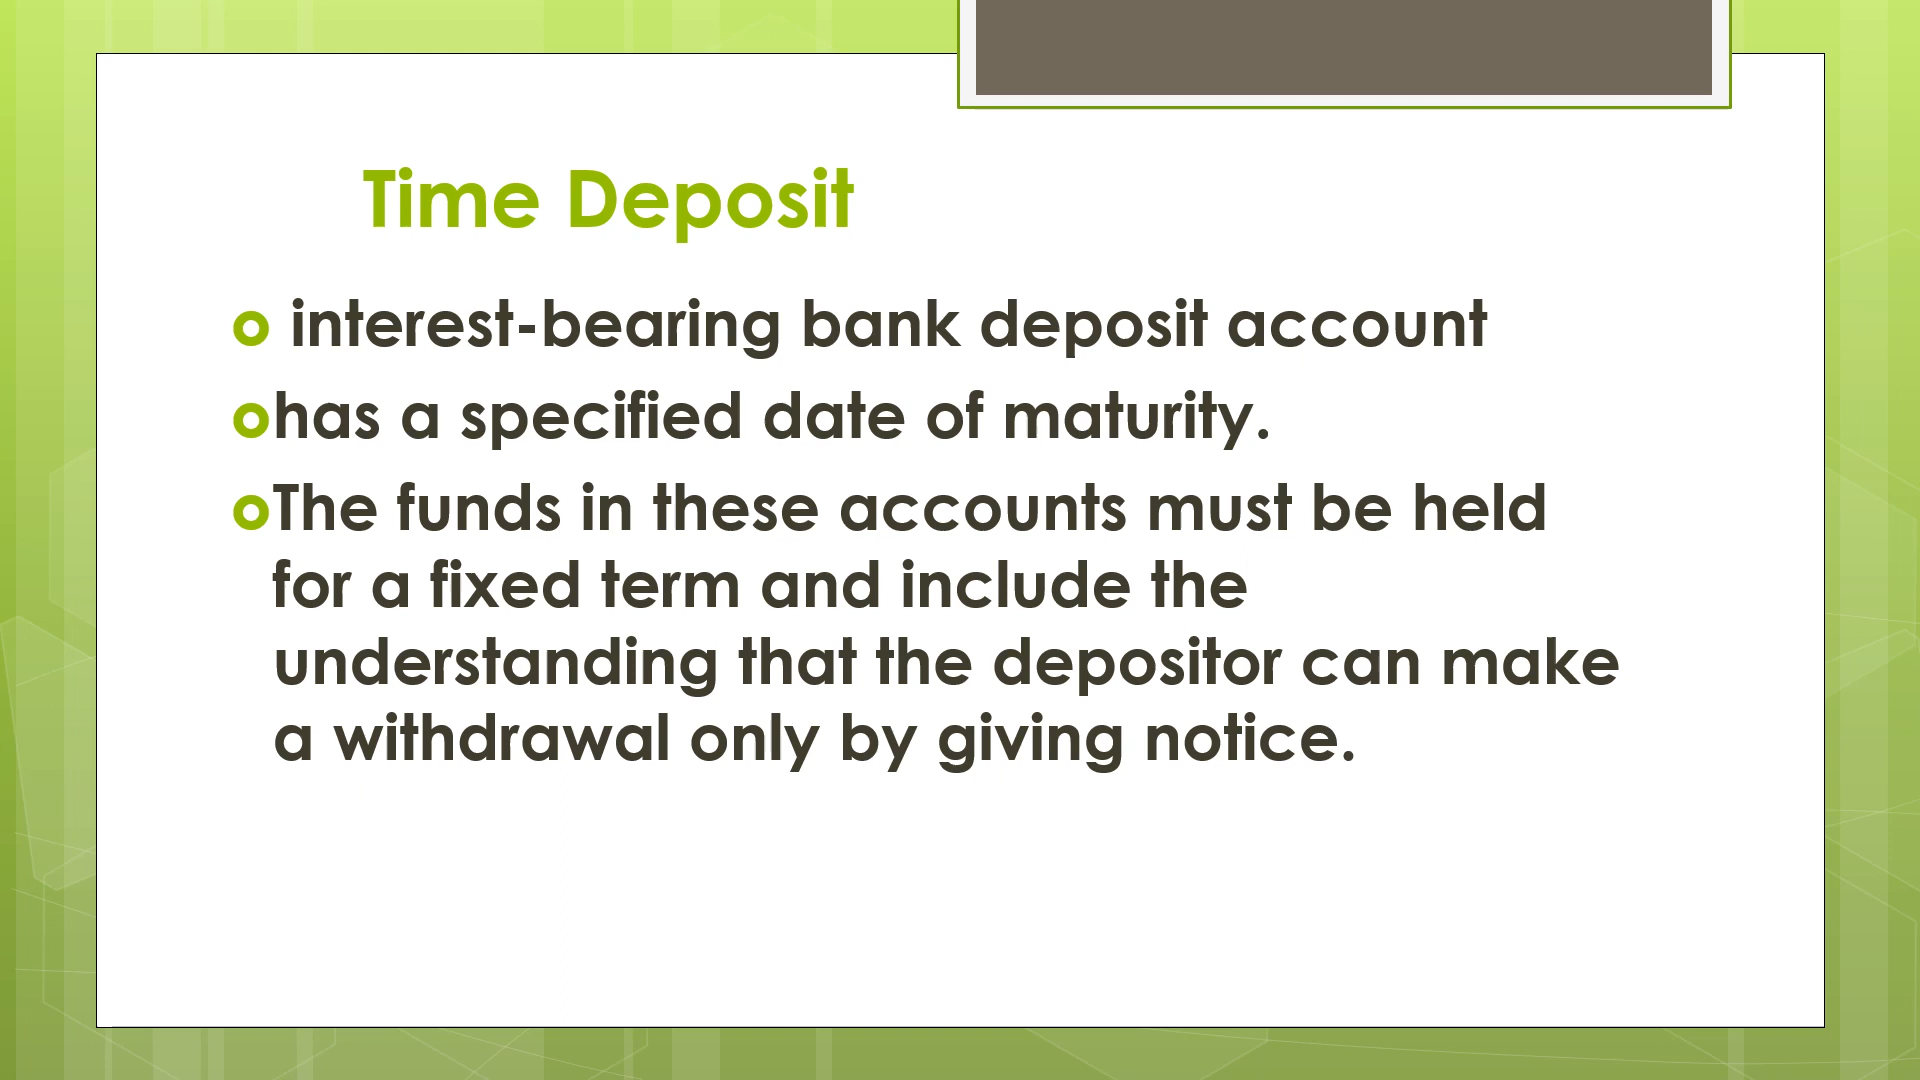 Time Deposit
interest-bearing bank deposit account
has a specified date of maturity.
The funds in these accounts must be held
for a fixed term and include the
understanding that the depositor can make
a withdrawal only by giving notice.